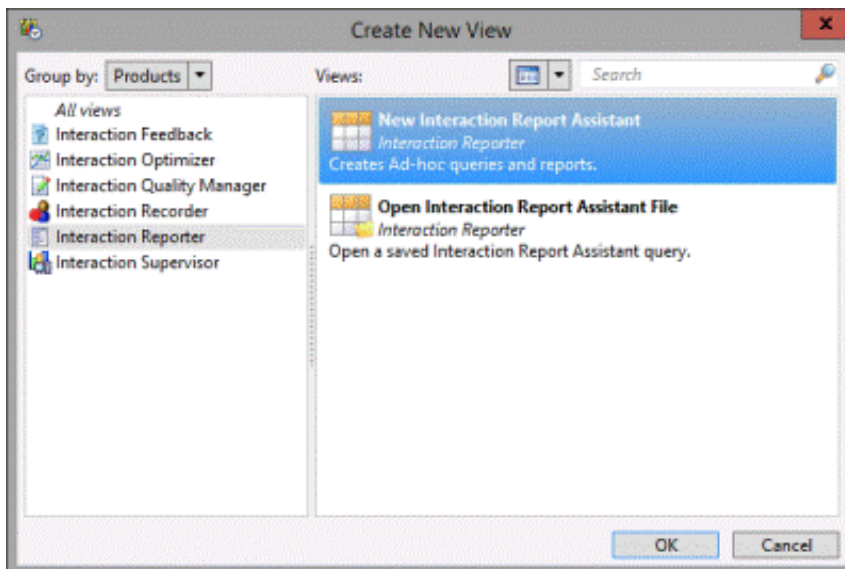 Create New View
Group by: Products
Views:
Search
All views
Interaction Feedback
Interaction Optimizer
Interaction Quality Manager
Interaction Recorder
Interaction Reporter
Interaction Supervisor
New Interaction Report Assistant
Interaction Reporter
Creates Ad-hoc queries and reports.
Open Interaction Report Assistant File
Interaction Reporter
Open a saved Interaction Report Assistant query.
OK
Cancel